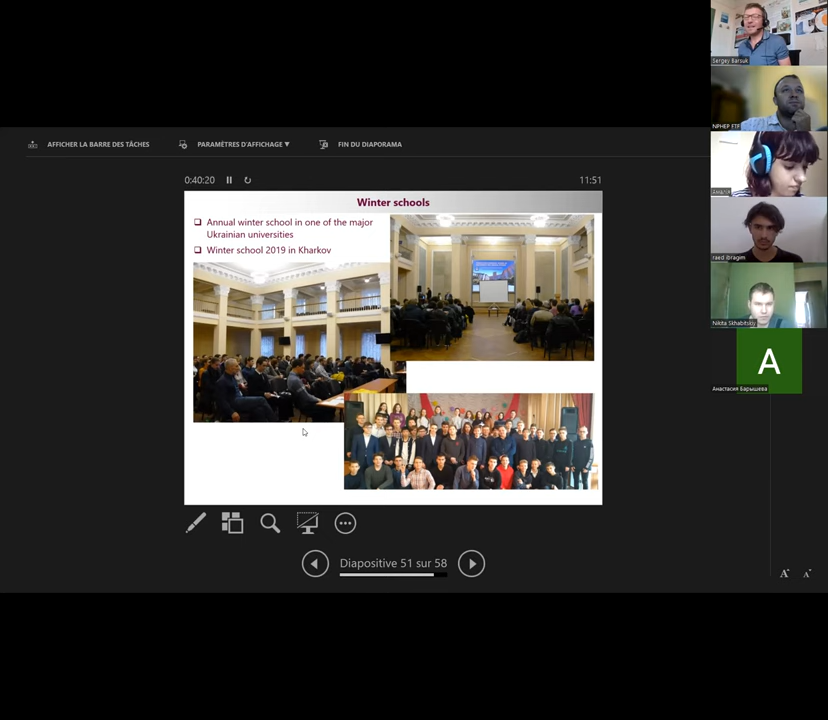 AFFICHER LA BARRE DES TÂCHES
PARAMÈTRES D'AFFICHAGE ▼
FIN DU DIAPORAMA
0:40:20
11:51
Winter schools
Annual winter school in one of the major
Ukrainian universities
Winter school 2019 in Kharkov
Diapositive 51 sur 58
Sergey Barsuk
NPHEP FTF
raed ibragim
Nikita Skhabitskiy
A
Анастасия Барышева
A
A